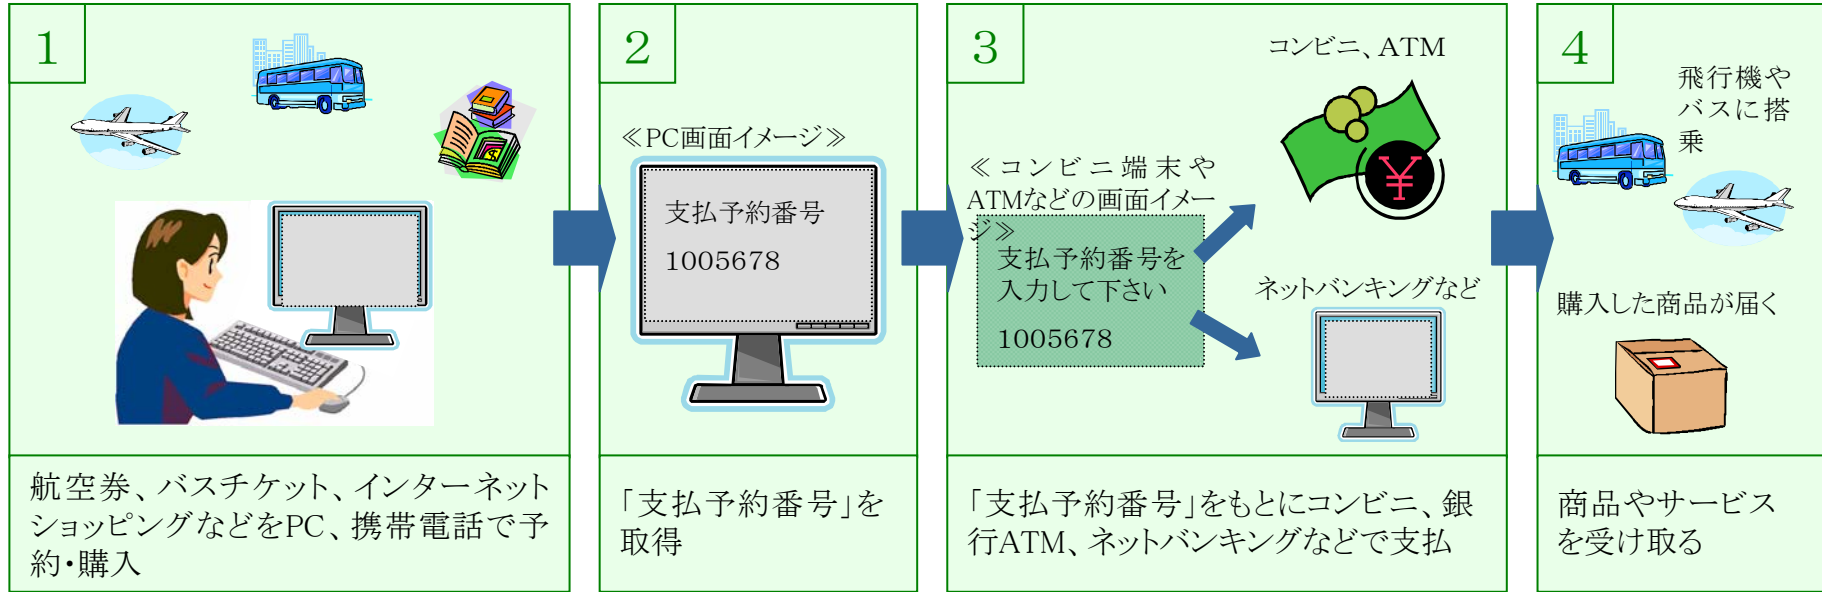 1
航空券、バスチケット、インターネット
ショッピングなどをPC、携帯電話で予
約・購入
2
≪PC画面イメージ≫
支払予約番号
1005678
「支払予約番号」を
取得
3
コンビニ、ATM
≪コンビニ端末や
ATMなどの画面イメー
ジ≫
支払予約番号を
入力して下さい
1005678
ネットバンキングなど
「支払予約番号」をもとにコンビニ、銀
行ATM、ネットバンキングなどで支払
4
飛行機や
バスに搭
乗
購入した商品が届く
商品やサービス
を受け取る